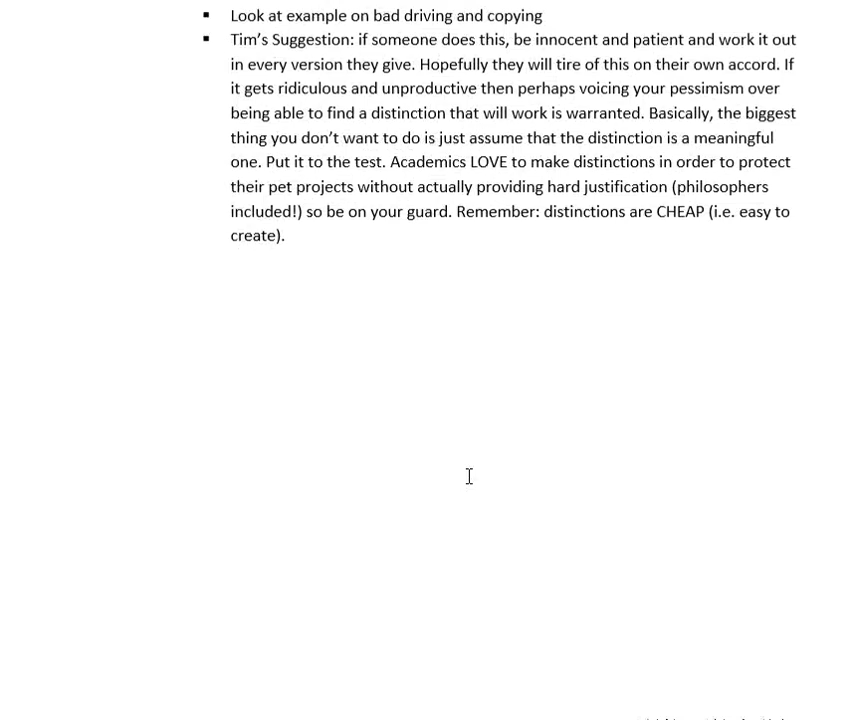 ▪ Look at example on bad driving and copying
▪ Tim's Suggestion: if someone does this, be innocent and patient and work it out
in every version they give. Hopefully they will tire of this on their own accord. If
it gets ridiculous and unproductive then perhaps voicing your pessimism over
being able to find a distinction that will work is warranted. Basically, the biggest
thing you don't want to do is just assume that the distinction is a meaningful
one. Put it to the test. Academics LOVE to make distinctions in order to protect
their pet projects without actually providing hard justification (philosophers
included!) so be on your guard. Remember: distinctions are CHEAP (i.e. easy to
create).